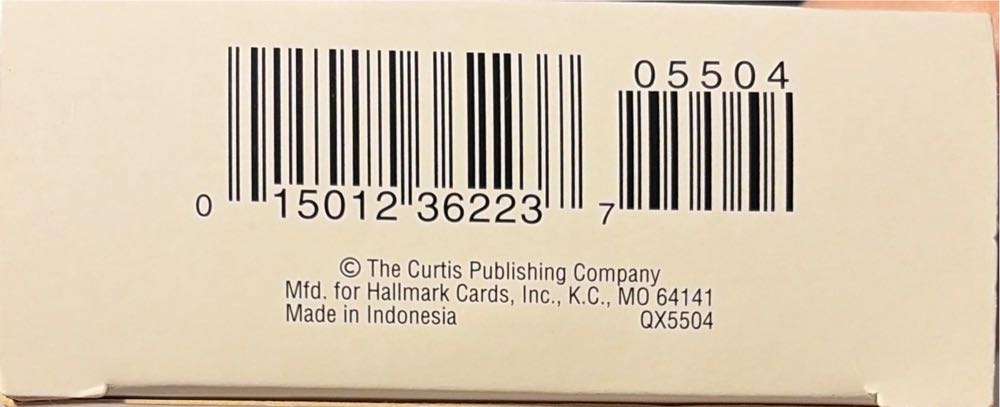 05504
0 15012 36223 7
© The Curtis Publishing Company
Mfd. for Hallmark Cards, Inc., K.C., MO 64141
Made in Indonesia QX5504